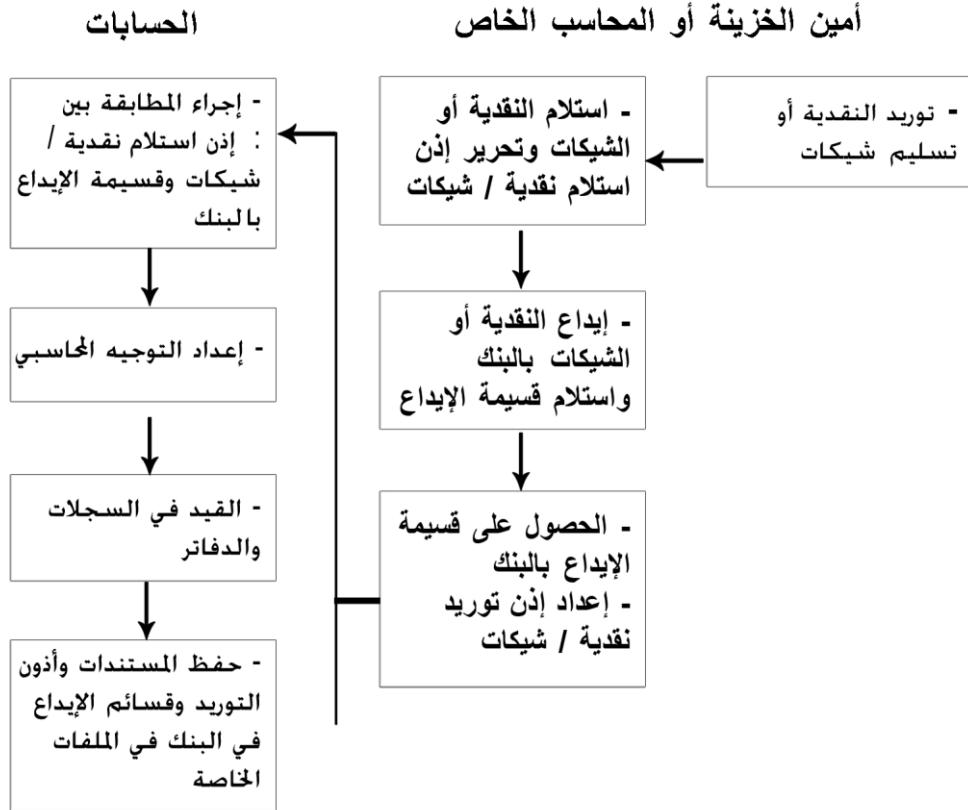 أمين الخزينة أو المحاسب الخاص
الحسابات
- توريد النقدية أو
تسليم شيكات
- استلام النقدية أو
الشيكات وتحرير إذن
استلام نقدية / شيكات
- إيداع النقدية أو
الشيكات بالبنك
واستلام قسيمة الإيداع
- الحصول على قسيمة
الإيداع بالبنك
- إعداد إذن توريد
نقدية / شيكات
- إجراء المطابقة بين
: إذن استلام نقدية /
شيكات وقسيمة الإيداع
بالبنك
- إعداد التوجيه المحاسبي
- القيد في السجلات
والدفاتر
- حفظ المستندات وأذون
التوريد وقسائم الإيداع
في البنك في الملفات
الخاصة